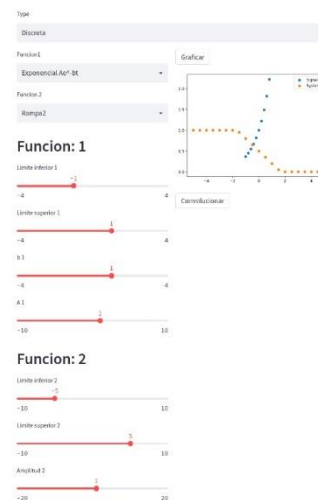 Type
Discreta
Funcion1
Exponencial Ae^-bt
Funcion 2
Rampa2
Graficar
Convolucionar
Funcion: 1
Limite inferior 1
-1
-4 4
Limite superior 1
1
-4 4
b 1
1
-4 4
A 1
1
-10 10
Funcion: 2
Limite inferior 2
-5
-10 10
Limite superior 2
5
-10 10
Amplitud 2
1
-20 20